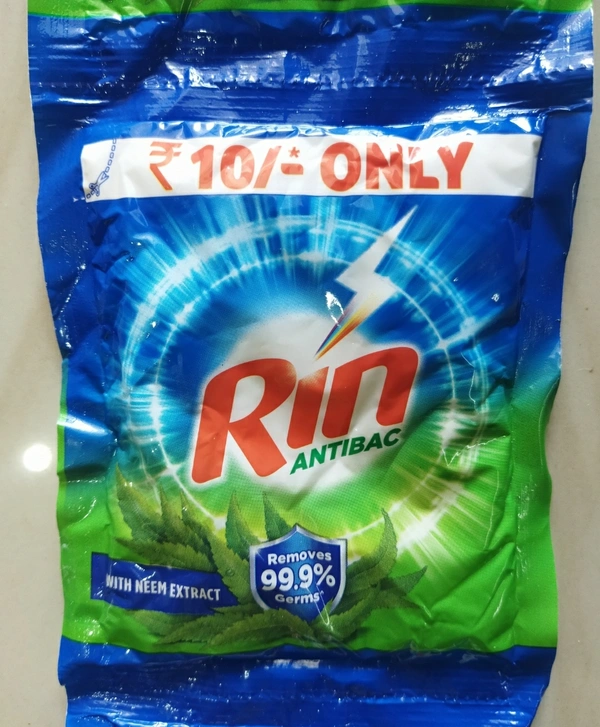 ₹ 10/-* ONLY
Rin
ANTIBAC
WITH NEEM EXTRACT
Removes
99.9%
Germs^